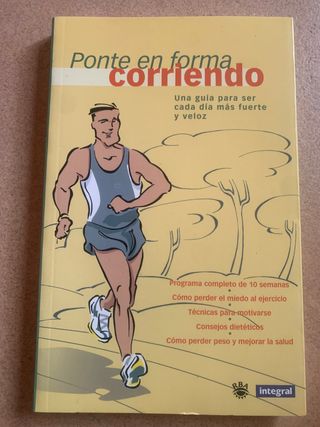 Ponte en forma
corriendo
Una guía para ser
cada día más fuerte
y veloz
Programa completo de 10 semanas
•
Cómo perder el miedo al ejercicio
•
Técnicas para motivarse
•
Consejos dietéticos
•
Cómo perder peso y mejorar la salud
RBA
integral